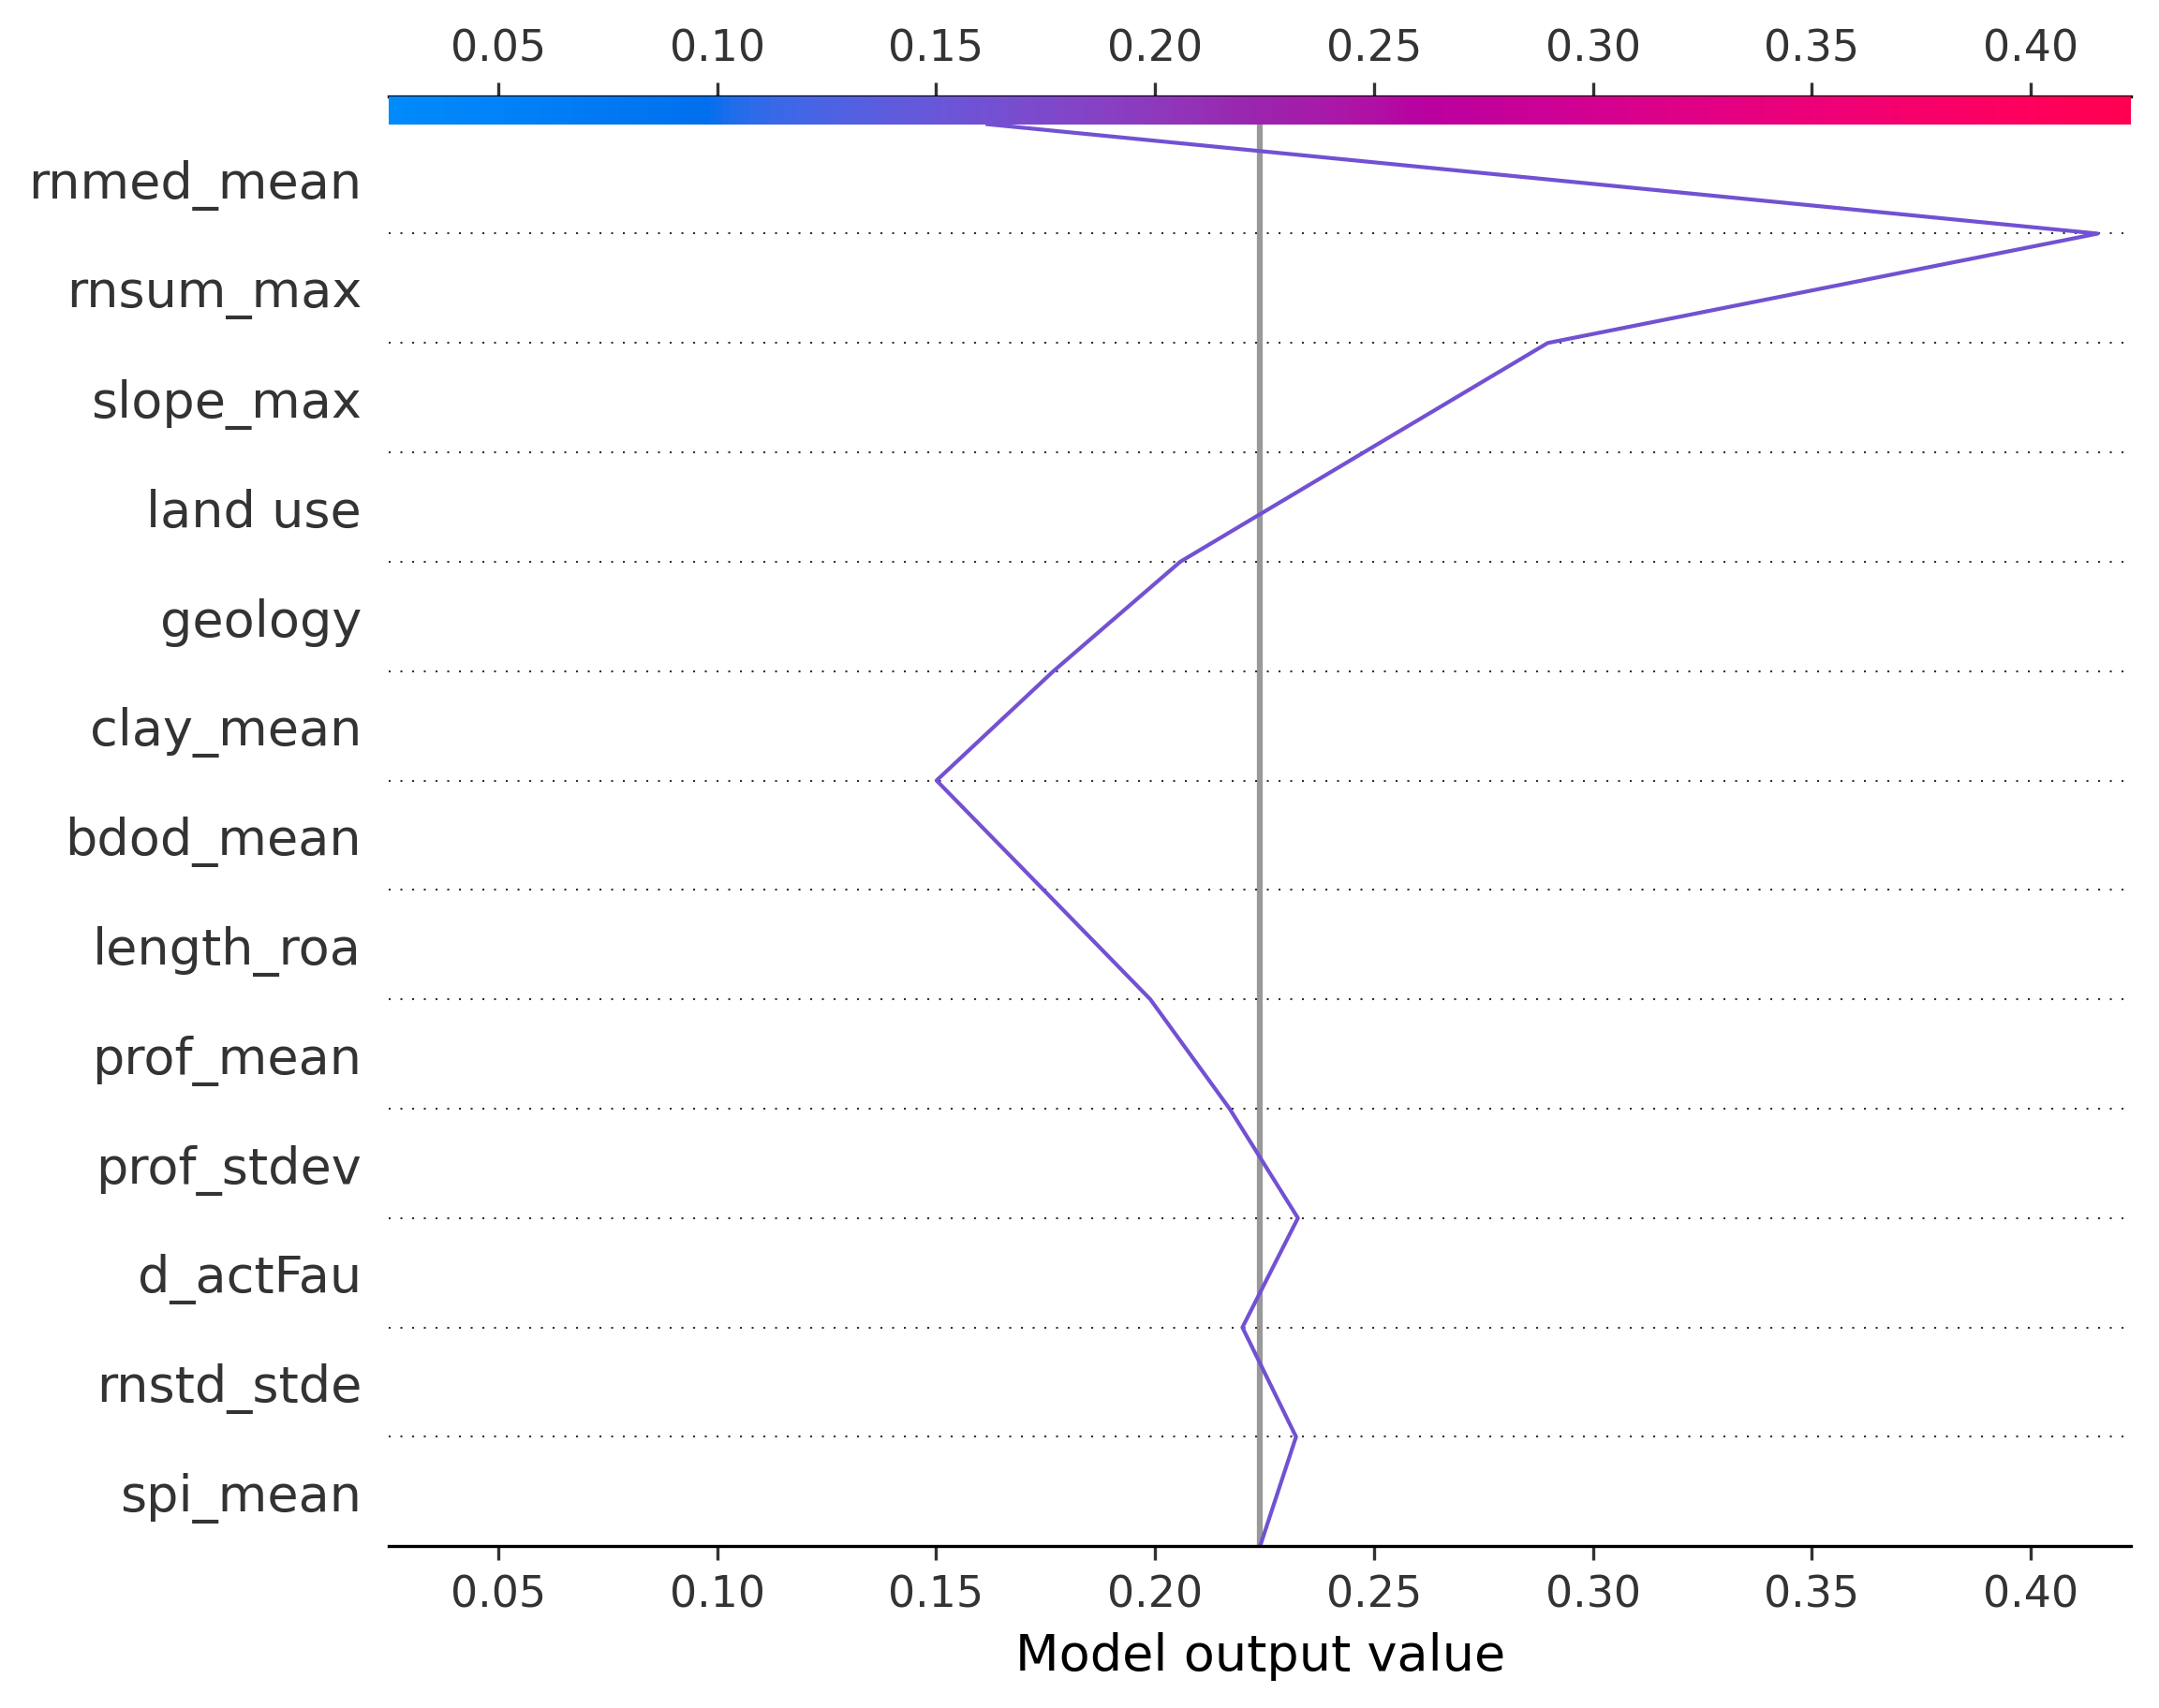 0.05 0.10 0.15 0.20 0.25 0.30 0.35 0.40
rnmed_mean
rnsum_max
slope_max
land use
geology
clay_mean
bdod_mean
length_roa
prof_mean
prof_stdev
d_actFau
rnstd_stde
spi_mean
0.05 0.10 0.15 0.20 0.25 0.30 0.35 0.40
Model output value